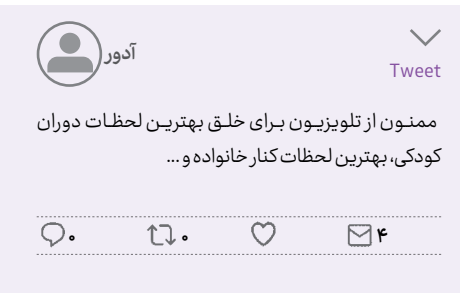 آدور
Tweet
ممنون از تلویزیون برای خلق بهترین لحظات دوران
کودکی، بهترین لحظات کنار خانواده و ...
۰ ۰ ۴